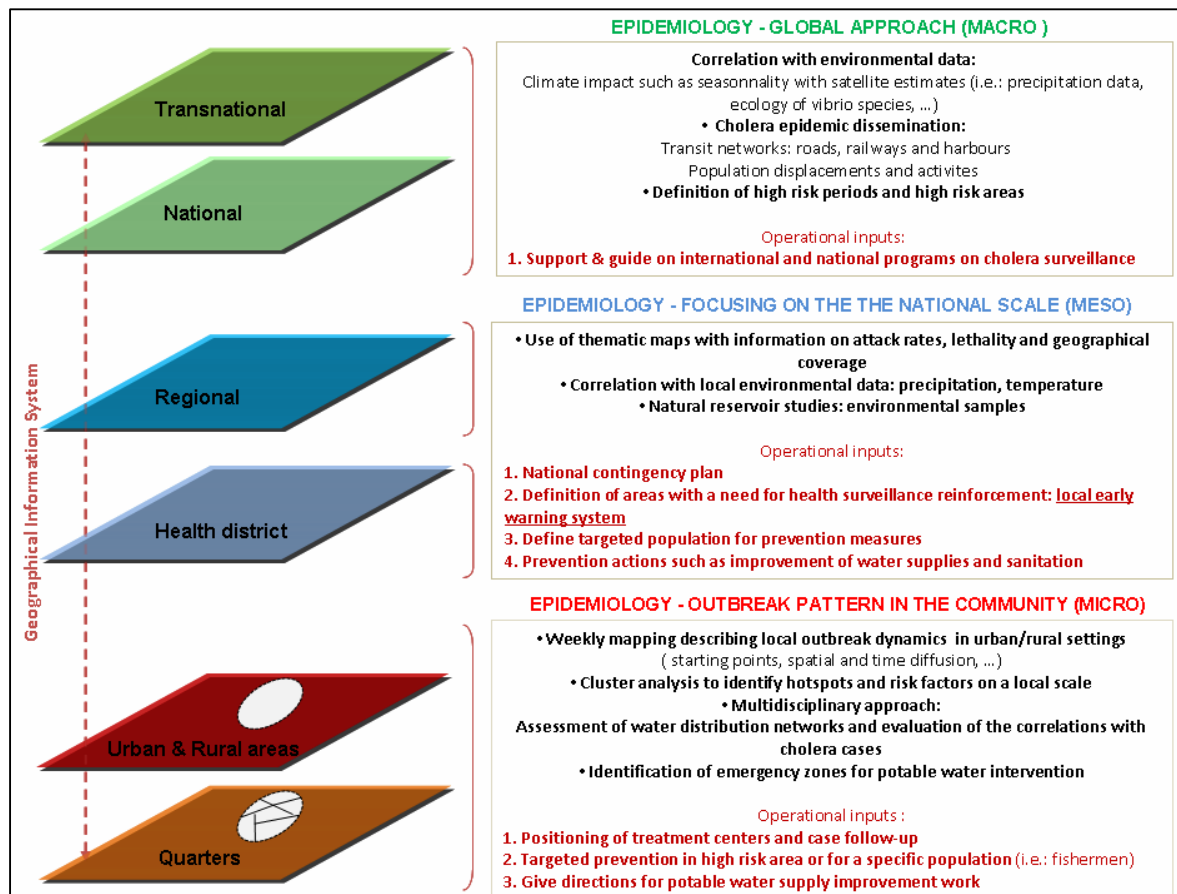 EPIDEMIOLOGY - GLOBAL APPROACH (MACRO )
Correlation with environmental data:
Climate impact such as seasonnality with satellite estimates (i.e.: precipitation data,
ecology of vibrio species, ...)
• Cholera epidemic dissemination:
Transit networks: roads, railways and harbours
Population displacements and activites
• Definition of high risk periods and high risk areas
Operational inputs:
1. Support & guide on international and national programs on cholera surveillance
Transnational
National
EPIDEMIOLOGY - FOCUSING ON THE THE NATIONAL SCALE (MESO)
• Use of thematic maps with information on attack rates, lethality and geographical
coverage
• Correlation with local environmental data: precipitation, temperature
• Natural reservoir studies: environmental samples
Operational inputs:
1. National contingency plan
2. Definition of areas with a need for health surveillance reinforcement: local early
warning system
3. Define targeted population for prevention measures
4. Prevention actions such as improvement of water supplies and sanitation
Regional
Health district
Geographical Information System
EPIDEMIOLOGY - OUTBREAK PATTERN IN THE COMMUNITY (MICRO)
• Weekly mapping describing local outbreak dynamics in urban/rural settings
( starting points, spatial and time diffusion, ...)
• Cluster analysis to identify hotspots and risk factors on a local scale
• Multidisciplinary approach:
Assessment of water distribution networks and evaluation of the correlations with
cholera cases
• Identification of emergency zones for potable water intervention
Operational inputs :
1. Positioning of treatment centers and case follow-up
2. Targeted prevention in high risk area or for a specific population (i.e.: fishermen)
3. Give directions for potable water supply improvement work
Urban & Rural areas
Quarters